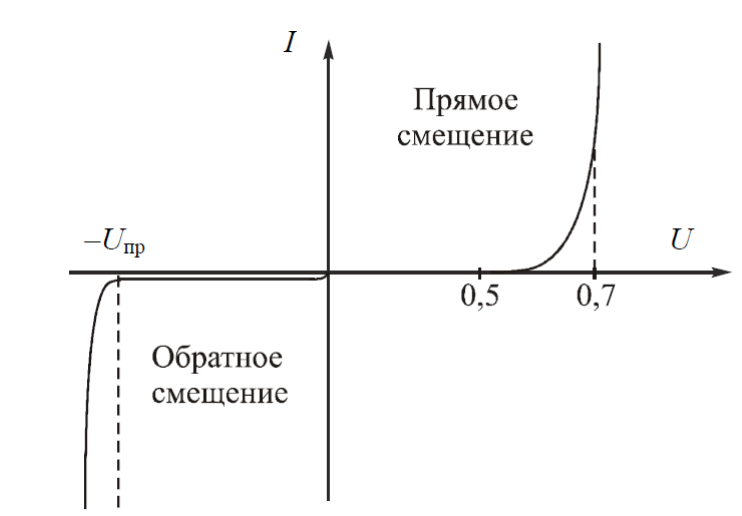 I
Прямое
смещение
–Uпр
U
0,5
0,7
Обратное
смещение